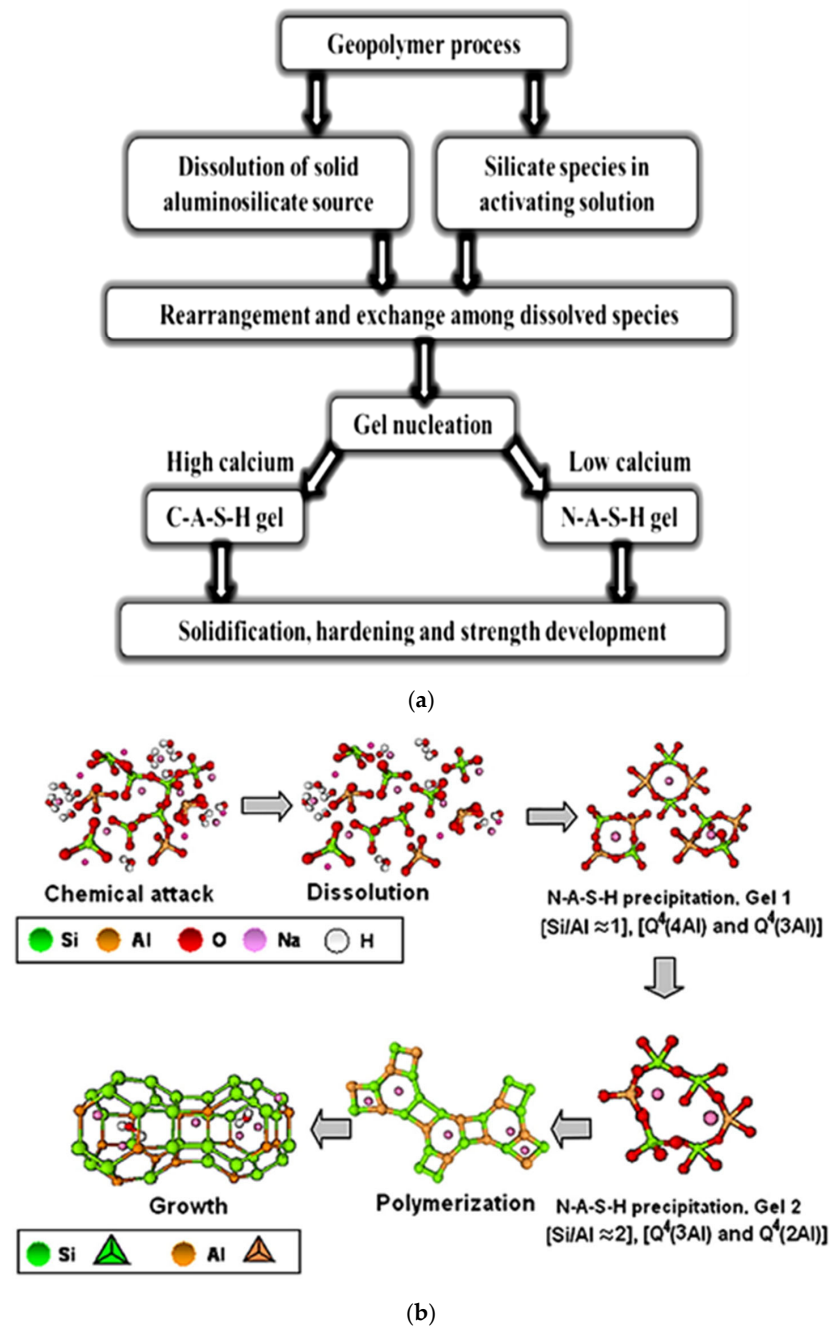 Geopolymer process
Dissolution of solid
aluminosilicate source
Silicate species in
activating solution
Rearrangement and exchange among dissolved species
Gel nucleation
High calcium
Low calcium
C-A-S-H gel
N-A-S-H gel
Solidification, hardening and strength development
(a)
Chemical attack
Dissolution
N-A-S-H precipitation. Gel 1
[Si/Al ≈1], [Q⁴(4Al) and Q⁴(3Al)]
Si Al O Na H
Growth
Polymerization
N-A-S-H precipitation. Gel 2
[Si/Al ≈2], [Q⁴(3Al) and Q⁴(2Al)]
Si Al
(b)